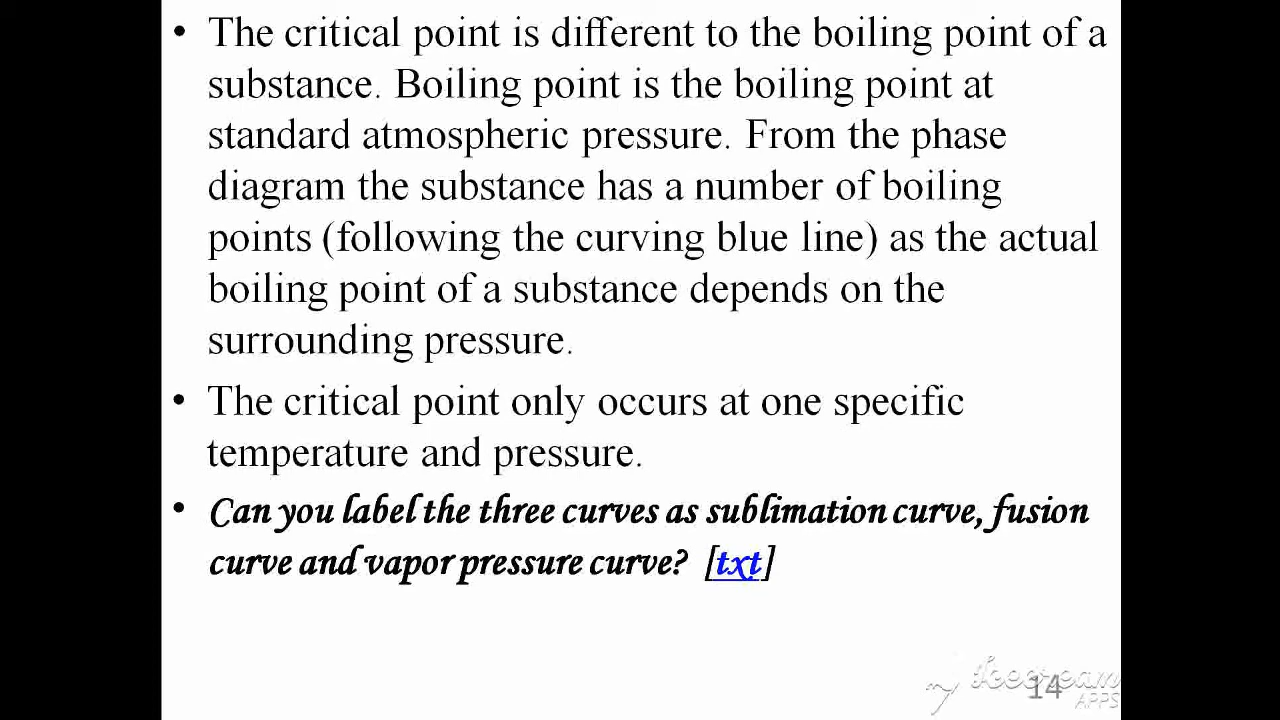 • The critical point is different to the boiling point of a
substance. Boiling point is the boiling point at
standard atmospheric pressure. From the phase
diagram the substance has a number of boiling
points (following the curving blue line) as the actual
boiling point of a substance depends on the
surrounding pressure.
• The critical point only occurs at one specific
temperature and pressure.
• Can you label the three curves as sublimation curve, fusion
curve and vapor pressure curve? [txt]
Icecream
14
APPS